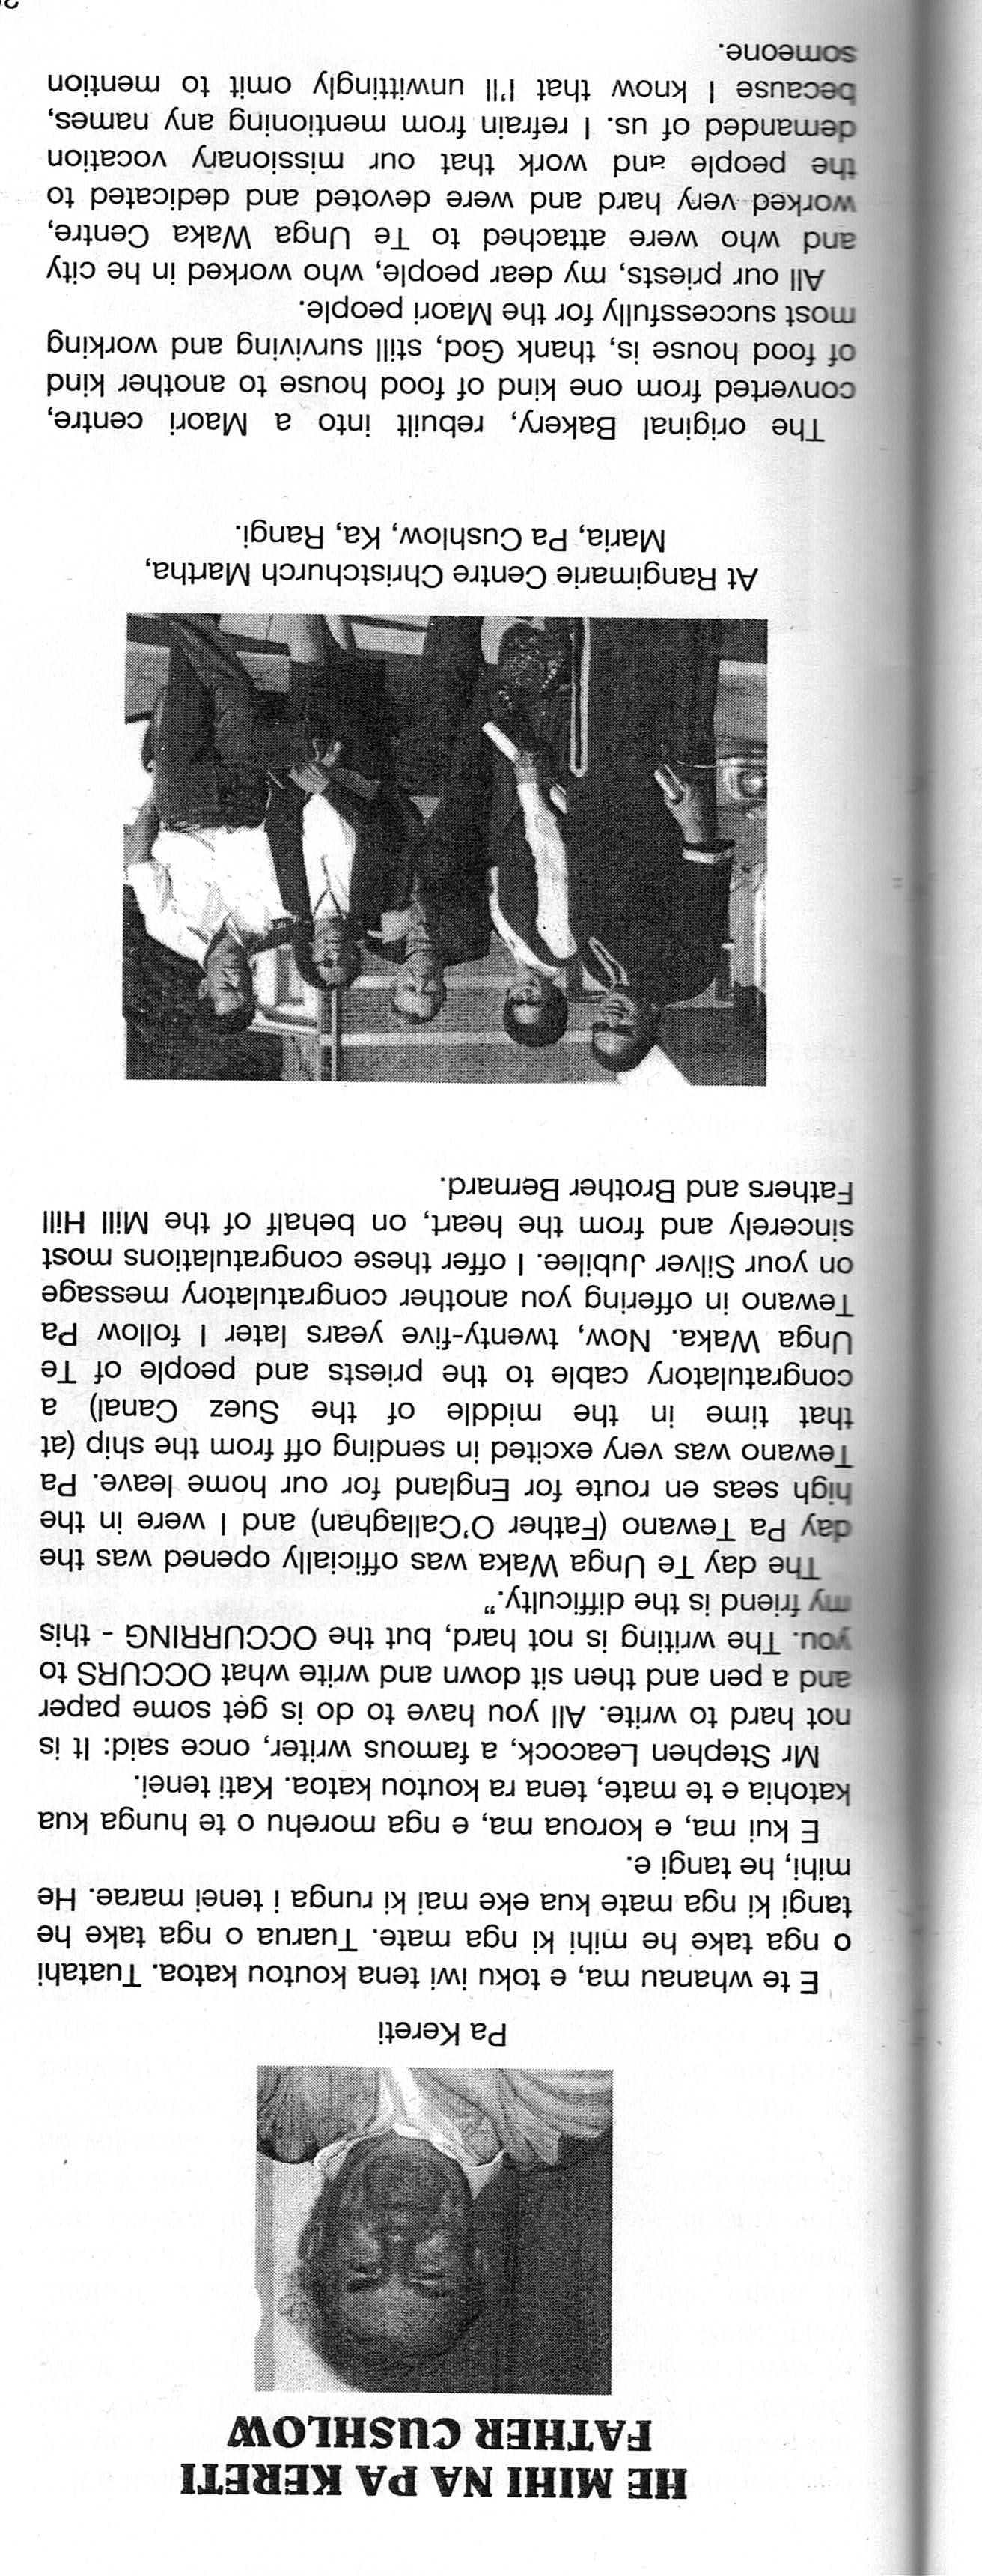 HE MIHI NA PA KERETI
FATHER CUSHLOW
Pa Kereti
E te whanau ma, e toku iwi tena koutou katoa. Tuatahi
o nga take he mihi ki nga mate. Tuarua o nga take he
tangi ki nga mate kua eke mai ki runga i tenei marae. He
mihi, he tangi e.
E kui ma, e koroua ma, e nga morehu o te hunga kua
katohia e te mate, tena ra koutou katoa. Kati tenei.
Mr Stephen Leacock, a famous writer, once said: It is
not hard to write. All you have to do is get some paper
and a pen and then sit down and write what OCCURS to
you. The writing is not hard, but the OCCURRING - this
my friend is the difficulty.”
The day Te Unga Waka was officially opened was the
day Pa Tewano (Father O’Callaghan) and I were in the
high seas en route for England for our home leave. Pa
Tewano was very excited in sending off from the ship (at
that time in the middle of the Suez Canal) a
congratulatory cable to the priests and people of Te
Unga Waka. Now, twenty-five years later I follow Pa
Tewano in offering you another congratulatory message
on your Silver Jubilee. I offer these congratulations most
sincerely and from the heart, on behalf of the Mill Hill
Fathers and Brother Bernard.
At Rangimarie Centre Christchurch Martha,
Maria, Pa Cushlow, Ka, Rangi.
The original Bakery, rebuilt into a Maori centre,
converted from one kind of food house to another kind
of food house is, thank God, still surviving and working
most successfully for the Maori people.
All our priests, my dear people, who worked in he city
and who were attached to Te Unga Waka Centre,
worked very hard and were devoted and dedicated to
the people and work that our missionary vocation
demanded of us. I refrain from mentioning any names,
because I know that I’ll unwittingly omit to mention
someone.